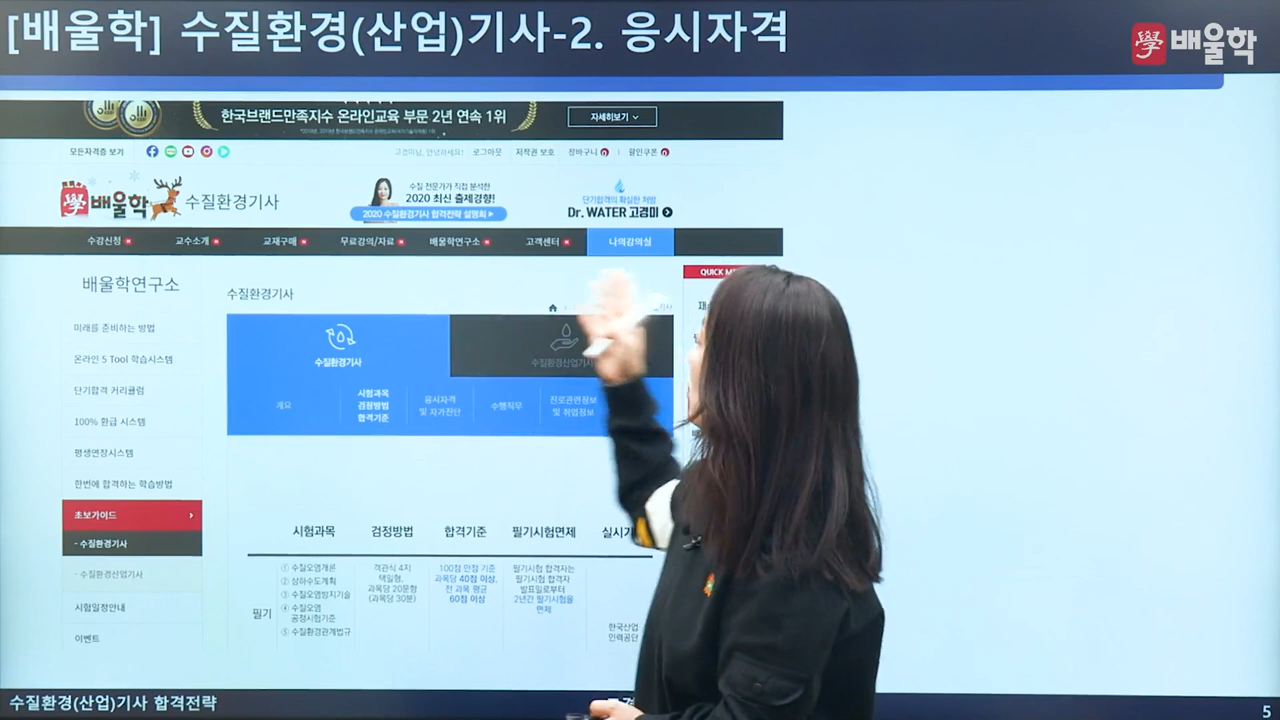 [배울학] 수질환경(산업)기사-2. 응시자격
學 배울학
한국브랜드만족지수 온라인교육 부문 2년 연속 1위
자세히보기
모든자격증 보기
고경미님, 안녕하세요! 로그아웃 저작권 보호 장바구니 0 | 할인쿠폰 0
學 배울학 수질환경기사
수질 전문가가 직접 분석한
2020 최신 출제경향!
2020 수질환경기사 합격전략 설명회 ▶
단기합격의 확실한 처방
Dr. WATER 고경미
수강신청 교수소개 교재구매 무료강의/자료 배울학연구소 고객센터 나의강의실
배울학연구소
미래를 준비하는 방법
온라인 5 Tool 학습시스템
단기합격 커리큘럼
100% 환급 시스템
평생연장시스템
한번에 합격하는 학습방법
초보가이드
- 수질환경기사
- 수질환경산업기사
시험일정안내
이벤트
수질환경기사
QUICK
수질환경기사
수질환경산업기사
개요
시험과목
검정방법
합격기준
응시자격
및 자가진단
수행직무
진로관련정보
및 취업정보
시험과목 검정방법 합격기준 필기시험면제
필기
① 수질오염개론
② 상하수도계획
③ 수질오염방지기술
④ 수질오염
공정시험기준
⑤ 수질환경관계법규
객관식 4지
택일형,
과목당 20문항
(과목당 30분)
100점 만점 기준
과목당 40점 이상,
전 과목 평균
60점 이상
필기시험 합격자는
필기시험 합격자
발표일로부터
2년간 필기시험을
면제
한국산업
인력공단
수질환경(산업)기사 합격전략
5